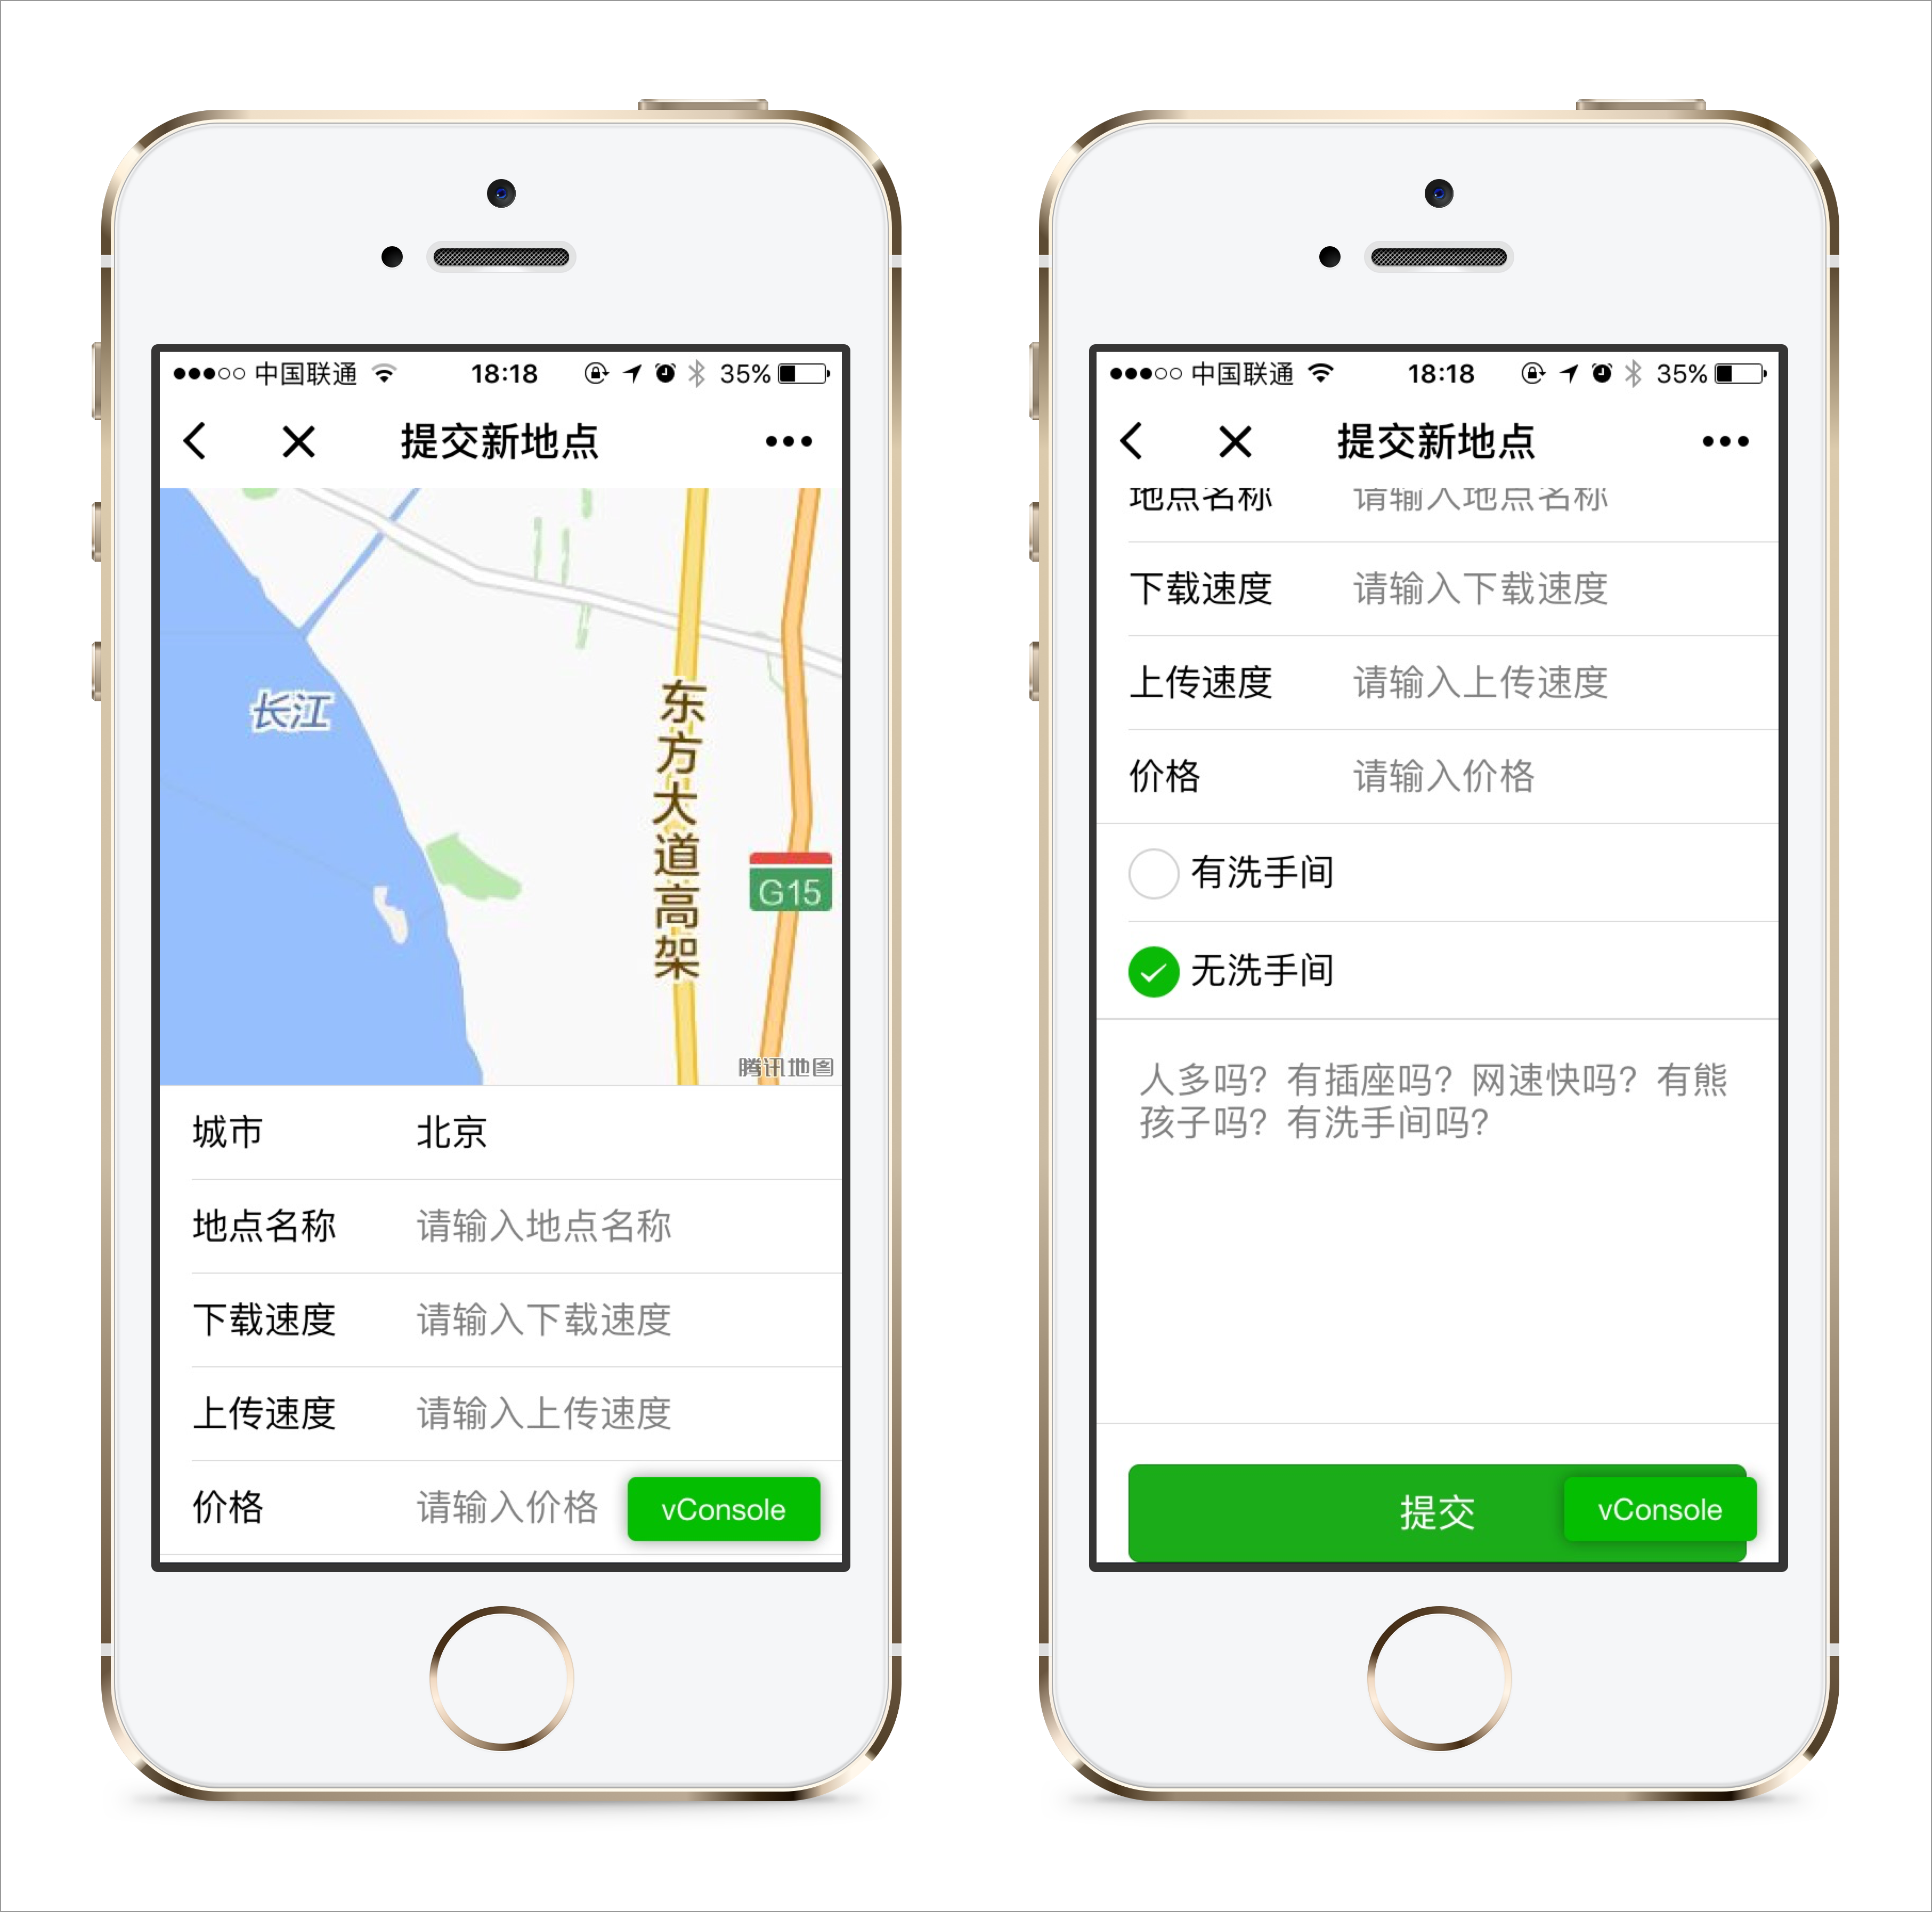 中国联通
18:18
35%
提交新地点
长江
东方大道高架
G15
腾讯地图
城市 北京
地点名称 请输入地点名称
下载速度 请输入下载速度
上传速度 请输入上传速度
价格 请输入价格
vConsole
中国联通
18:18
35%
提交新地点
地点名称 请输入地点名称
下载速度 请输入下载速度
上传速度 请输入上传速度
价格 请输入价格
有洗手间
无洗手间
人多吗？有插座吗？网速快吗？有熊
孩子吗？有洗手间吗？
提交
vConsole